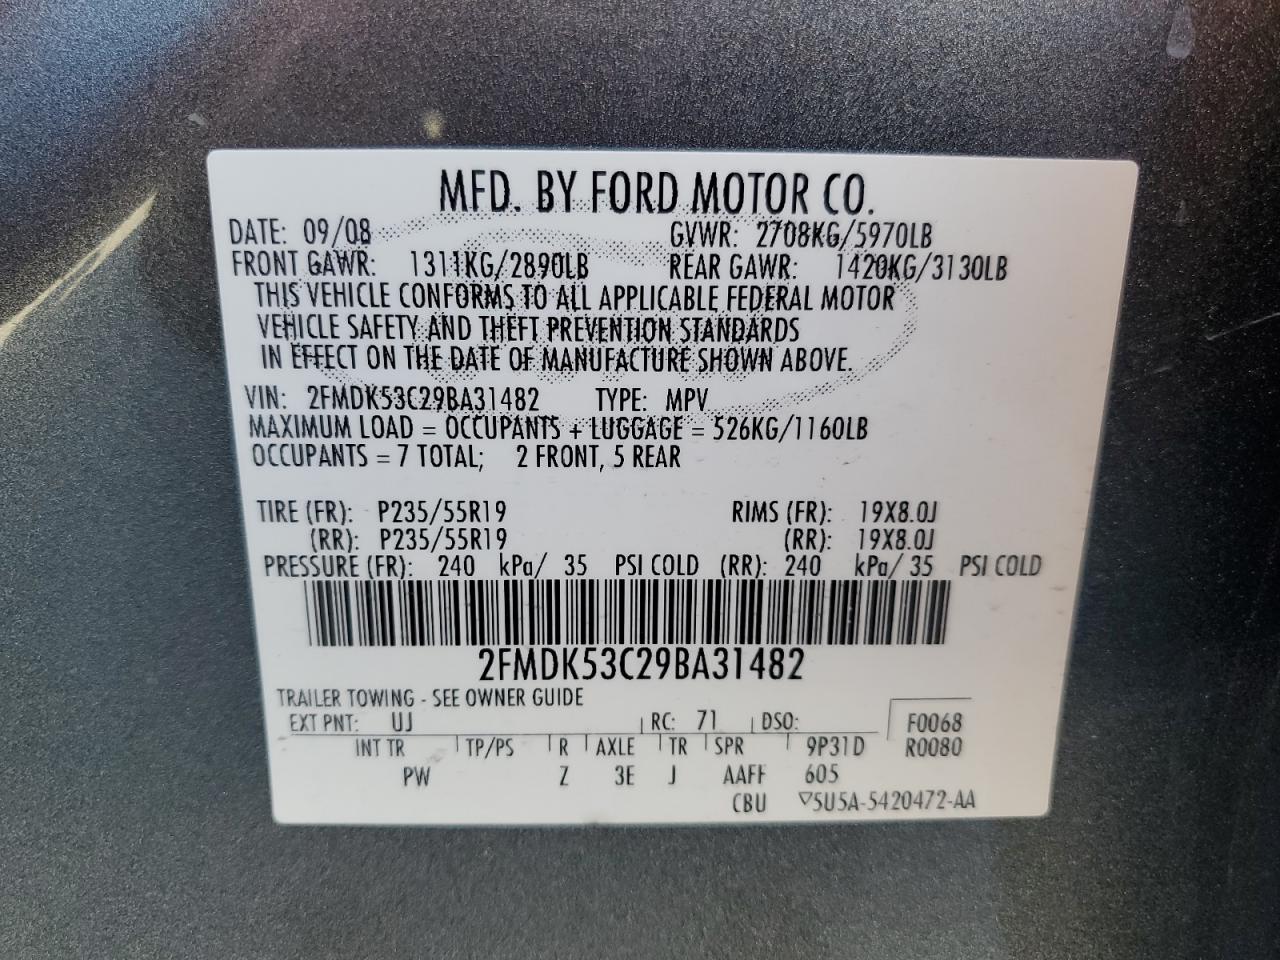 MFD. BY FORD MOTOR CO.
DATE: 09/08 GVWR: 2708KG/5970LB
FRONT GAWR: 1311KG/2890LB REAR GAWR: 1420KG/3130LB
THIS VEHICLE CONFORMS TO ALL APPLICABLE FEDERAL MOTOR
VEHICLE SAFETY AND THEFT PREVENTION STANDARDS
IN EFFECT ON THE DATE OF MANUFACTURE SHOWN ABOVE.
VIN: 2FMDK53C29BA31482 TYPE: MPV
MAXIMUM LOAD = OCCUPANTS + LUGGAGE = 526KG/1160LB
OCCUPANTS = 7 TOTAL; 2 FRONT, 5 REAR
TIRE (FR): P235/55R19 RIMS (FR): 19X8.0J
(RR): P235/55R19 (RR): 19X8.0J
PRESSURE (FR): 240 kPa/ 35 PSI COLD (RR): 240 kPa/ 35 PSI COLD
2FMDK53C29BA31482
TRAILER TOWING - SEE OWNER GUIDE
EXT PNT: UJ RC: 71 DSO: F0068
INT TR TP/PS R AXLE TR SPR 9P31D R0080
PW Z 3E J AAFF 605
CBU ▽5U5A-5420472-AA